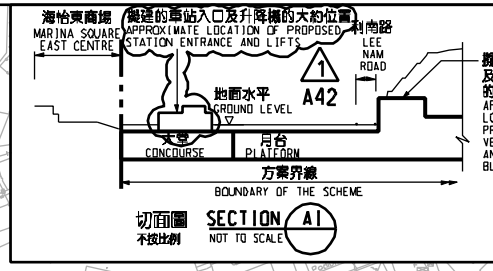 海怡東商場
MARINA SQUARE
EAST CENTRE
擬建的車站入口及升降機的大約位置
APPROXIMATE LOCATION OF PROPOSED
STATION ENTRANCE AND LIFTS
利南路
LEE
NAM
ROAD
1
A42
地面水平
GROUND LEVEL
大堂
CONCOURSE
月台
PLATFORM
方案界線
BOUNDARY OF THE SCHEME
切面圖
不按比例
SECTION A1
NOT TO SCALE